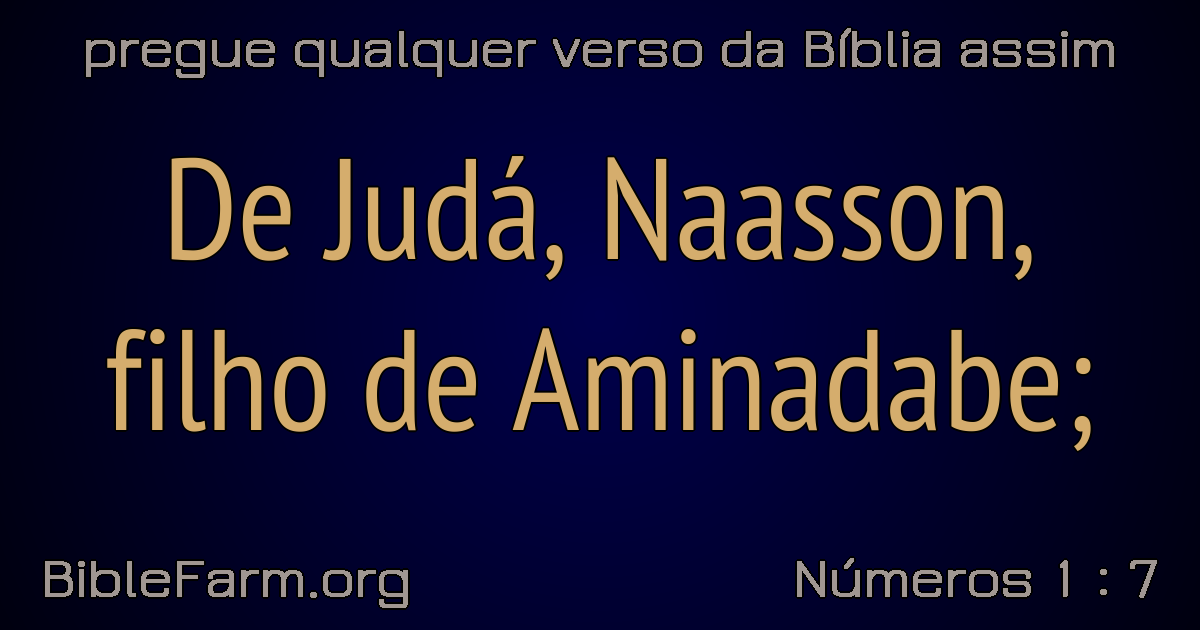 pregue qualquer verso da Bíblia assim
De Judá, Naasson,
filho de Aminadabe;
BibleFarm.org
Números 1 : 7